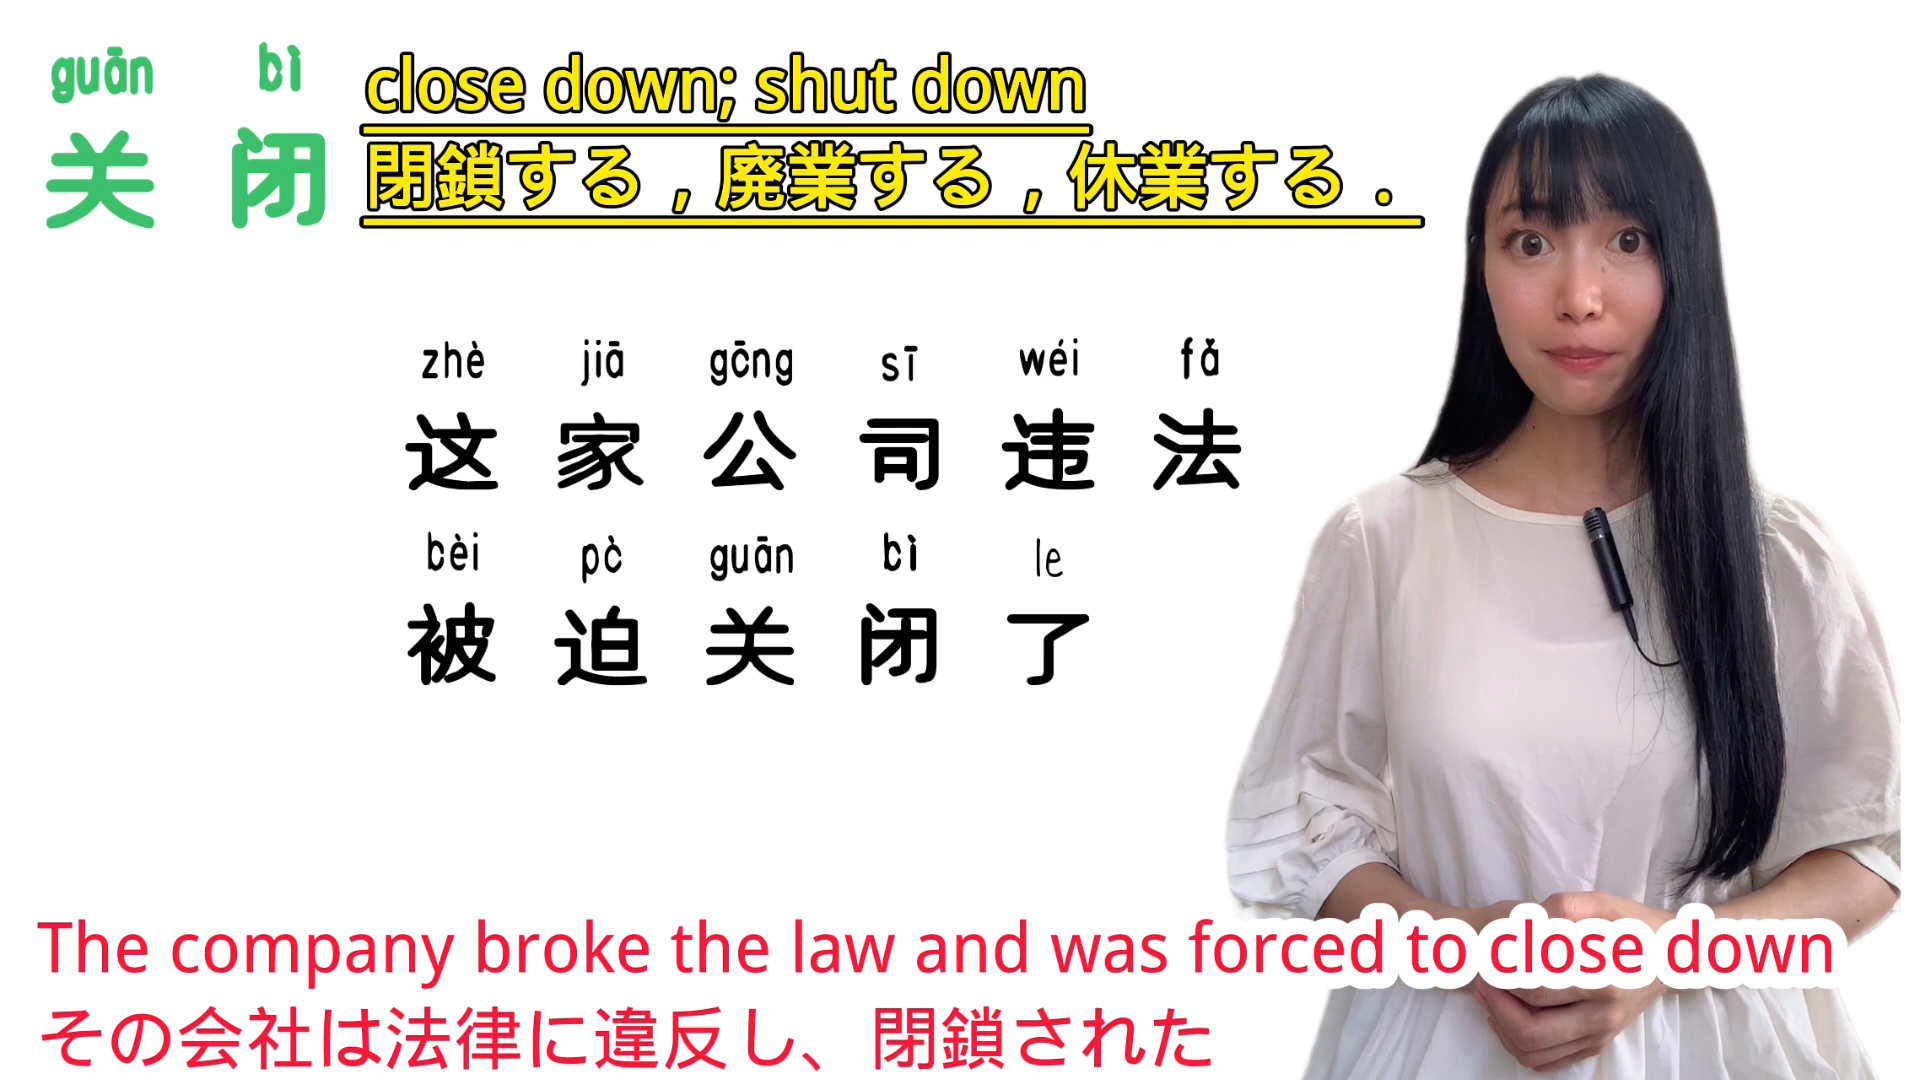 guān bì
关闭
close down; shut down
閉鎖する，廃業する，休業する．
zhè jiā gōng sī wéi fǎ
这家公司违法
bèi pò guān bì le
被迫关闭了
The company broke the law and was forced to close down
その会社は法律に違反し、閉鎖された